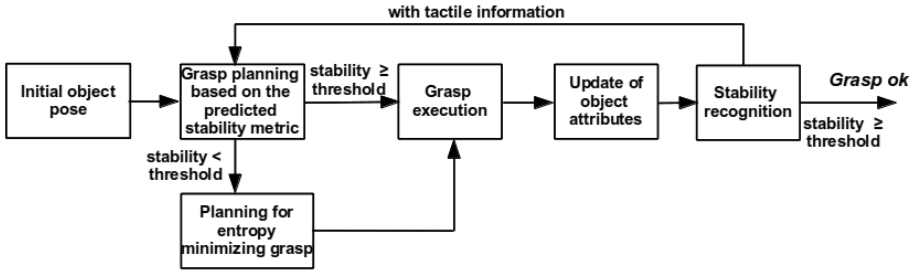 with tactile information
Initial object
pose
Grasp planning
based on the
predicted
stability metric
stability ≥
threshold
Grasp
execution
Update of
object
attributes
Stability
recognition
Grasp ok
stability ≥
threshold
stability <
threshold
Planning for
entropy
minimizing grasp